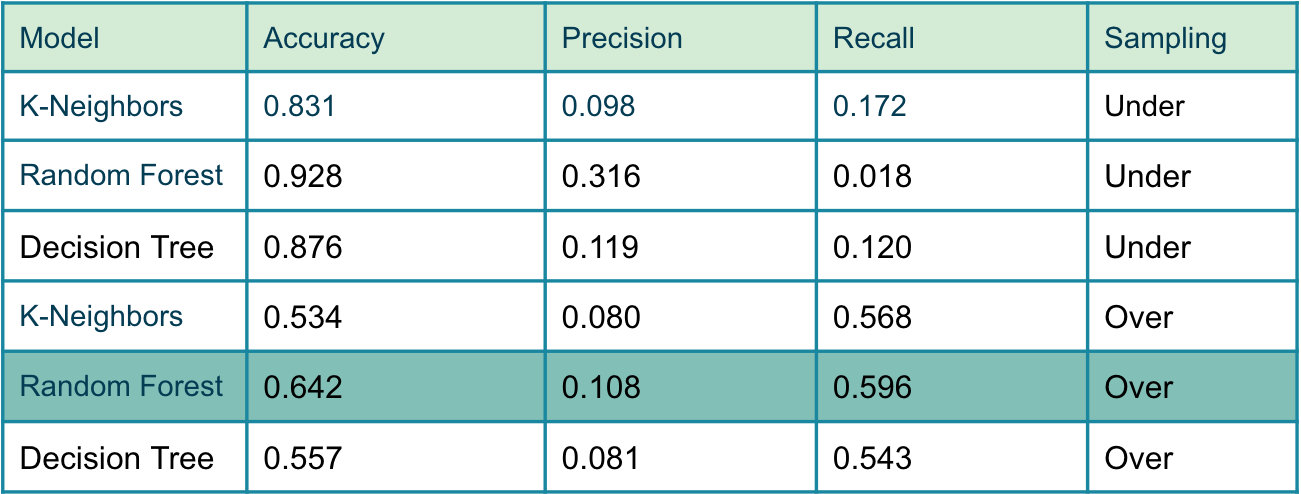 Model Accuracy Precision Recall Sampling
K-Neighbors 0.831 0.098 0.172 Under
Random Forest 0.928 0.316 0.018 Under
Decision Tree 0.876 0.119 0.120 Under
K-Neighbors 0.534 0.080 0.568 Over
Random Forest 0.642 0.108 0.596 Over
Decision Tree 0.557 0.081 0.543 Over